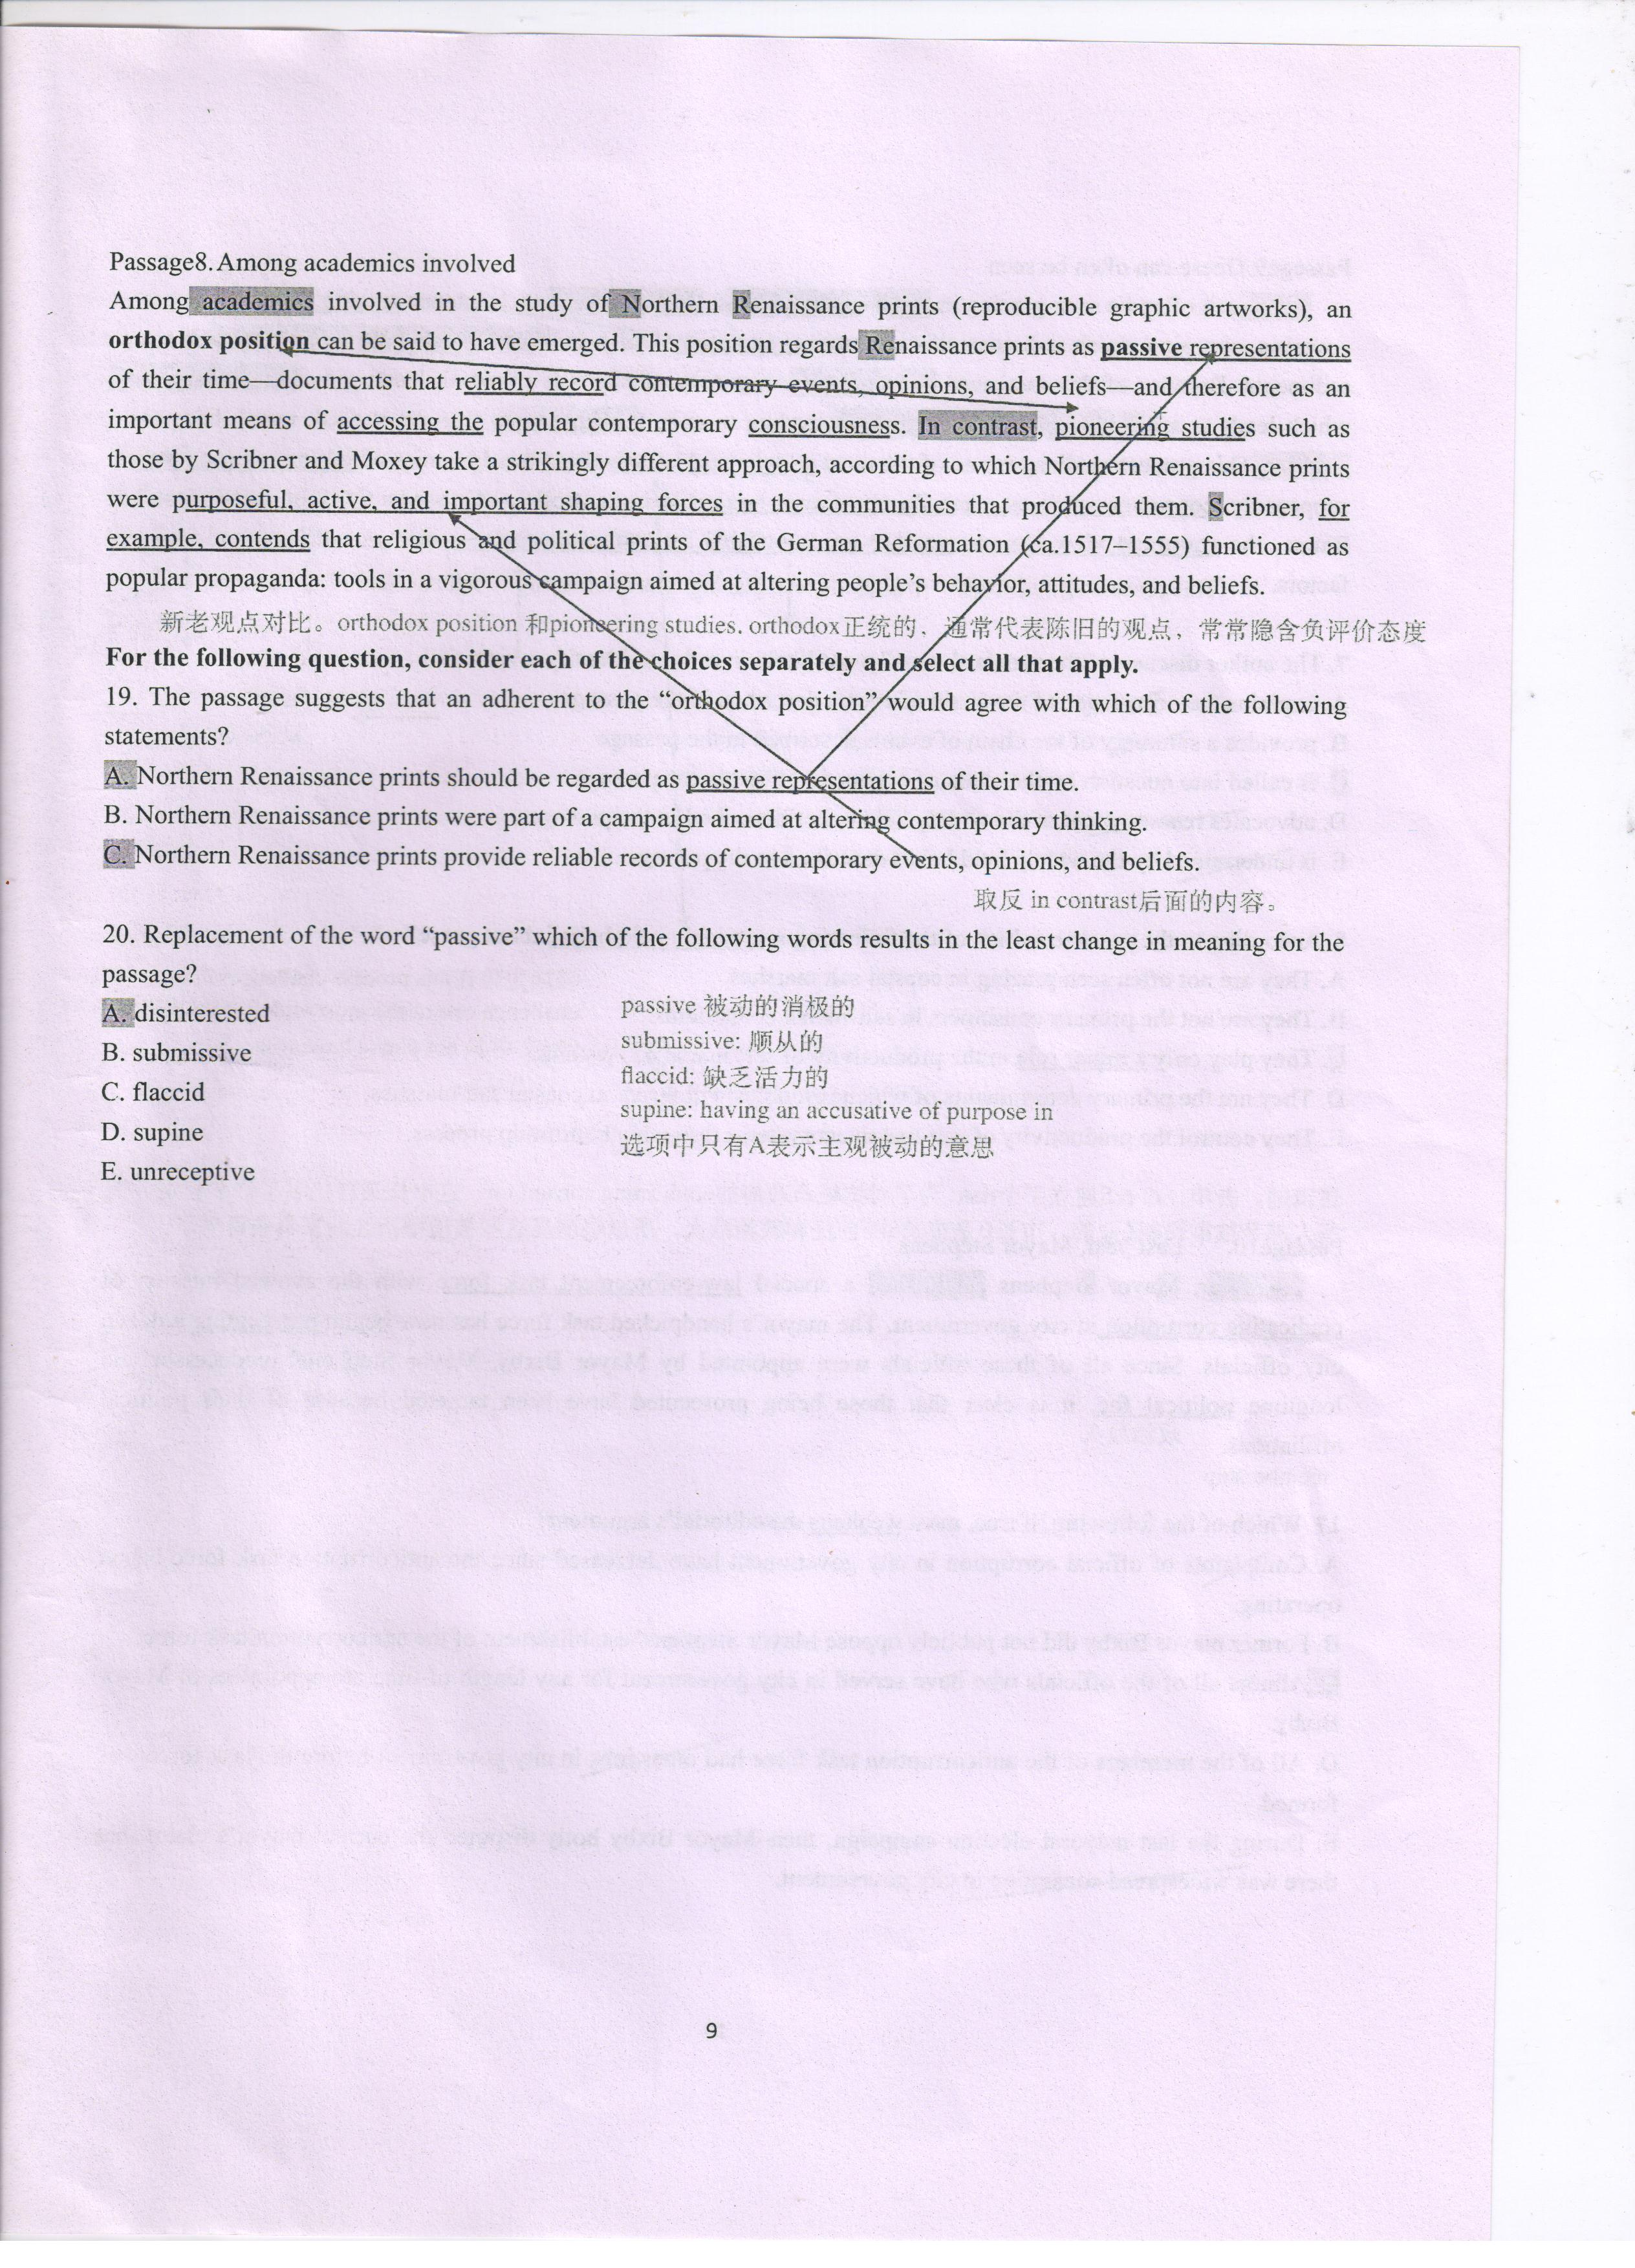 Passage8. Among academics involved
Among academics involved in the study of Northern Renaissance prints (reproducible graphic artworks), an
orthodox position can be said to have emerged. This position regards Renaissance prints as passive representations
of their time—documents that reliably record contemporary events, opinions, and beliefs—and therefore as an
important means of accessing the popular contemporary consciousness. In contrast, pioneering studies such as
those by Scribner and Moxey take a strikingly different approach, according to which Northern Renaissance prints
were purposeful, active, and important shaping forces in the communities that produced them. Scribner, for
example, contends that religious and political prints of the German Reformation (ca.1517–1555) functioned as
popular propaganda: tools in a vigorous campaign aimed at altering people's behavior, attitudes, and beliefs.
新老观点对比。orthodox position 和pioneering studies. orthodox正统的，通常代表陈旧的观点，常常隐含负评价态度
For the following question, consider each of the choices separately and select all that apply.
19. The passage suggests that an adherent to the “orthodox position” would agree with which of the following
statements?
A. Northern Renaissance prints should be regarded as passive representations of their time.
B. Northern Renaissance prints were part of a campaign aimed at altering contemporary thinking.
C. Northern Renaissance prints provide reliable records of contemporary events, opinions, and beliefs.
取反 in contrast后面的内容。
20. Replacement of the word “passive” which of the following words results in the least change in meaning for the
passage?
A. disinterested
B. submissive
C. flaccid
D. supine
E. unreceptive
passive 被动的消极的
submissive: 顺从的
flaccid: 缺乏活力的
supine: having an accusative of purpose in
选项中只有A表示主观被动的意思
9